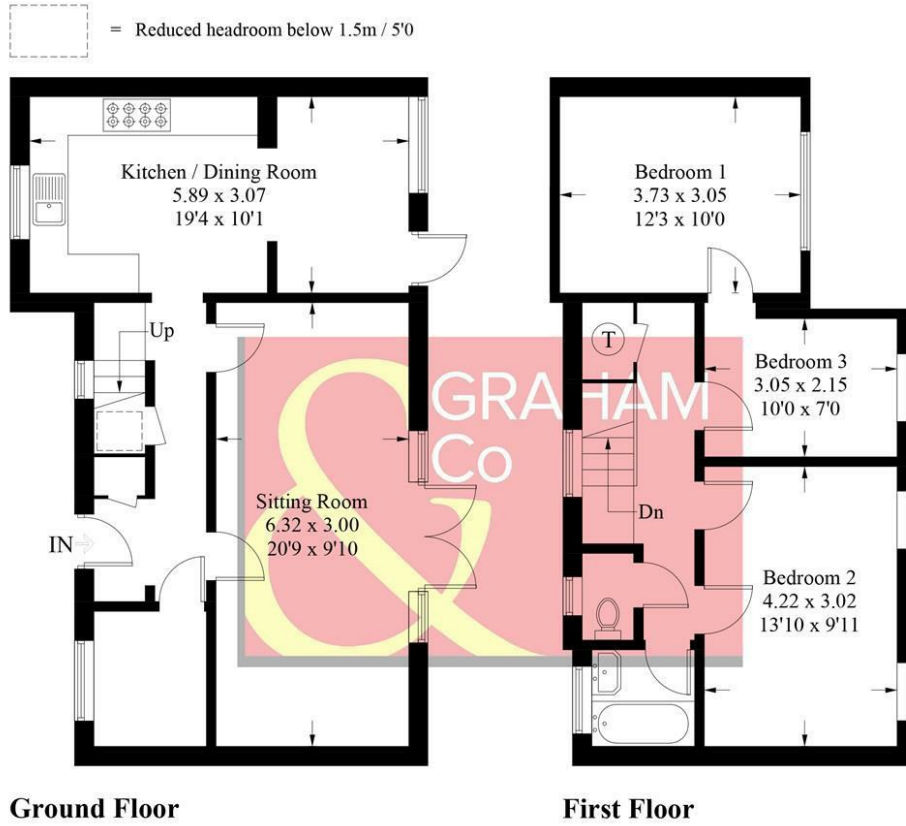 = Reduced headroom below 1.5m / 5'0
Kitchen / Dining Room
5.89 x 3.07
19'4 x 10'1
Up
IN
Sitting Room
6.32 x 3.00
20'9 x 9'10
Ground Floor
Bedroom 1
3.73 x 3.05
12'3 x 10'0
T
Bedroom 3
3.05 x 2.15
10'0 x 7'0
Dn
Bedroom 2
4.22 x 3.02
13'10 x 9'11
First Floor
& GRAHAM
Co